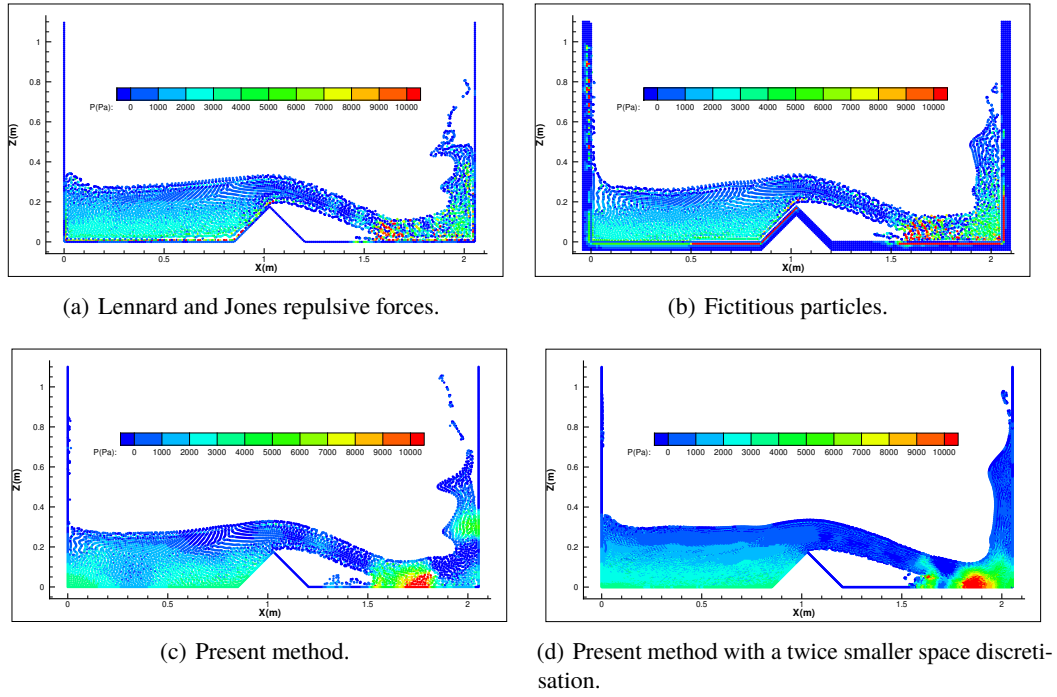 1
0.8
Z(m)
0.6
0.4
0.2
0
P(Pa): 0 1000 2000 3000 4000 5000 6000 7000 8000 9000 10000
0 0.5 1 1.5 2
X(m)
(a) Lennard and Jones repulsive forces.
1
0.8
Z(m)
0.6
0.4
0.2
0
P(Pa): 0 1000 2000 3000 4000 5000 6000 7000 8000 9000 10000
0 0.5 1 1.5 2
X(m)
(b) Fictitious particles.
1
0.8
Z(m)
0.6
0.4
0.2
0
P(Pa): 0 1000 2000 3000 4000 5000 6000 7000 8000 9000 10000
0 0.5 1 1.5 2
X(m)
(c) Present method.
1
0.8
Z(m)
0.6
0.4
0.2
0
P(Pa): 0 1000 2000 3000 4000 5000 6000 7000 8000 9000 10000
0 0.5 1 1.5 2
X(m)
(d) Present method with a twice smaller space discreti-
sation.